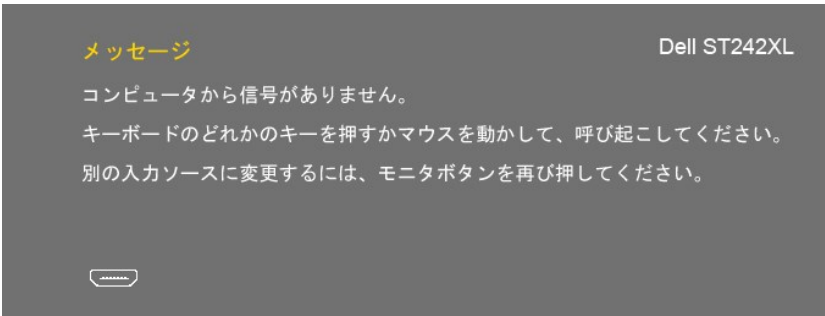 メッセージ
Dell ST242XL
コンピュータから信号がありません。
キーボードのどれかのキーを押すかマウスを動かして、呼び起こしてください。
別の入力ソースに変更するには、モニタボタンを再び押してください。